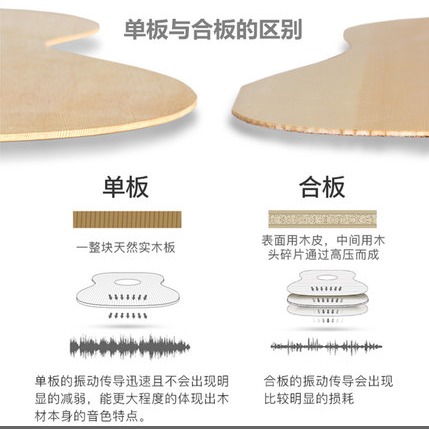 单板与合板的区别
单板
一整块天然实木板
单板的振动传导迅速且不会出现明
显的减弱，能更大程度的体现出木
材本身的音色特点。
合板
表面用木皮，中间用木
头碎片通过高压而成
合板的振动传导会出现
比较明显的损耗